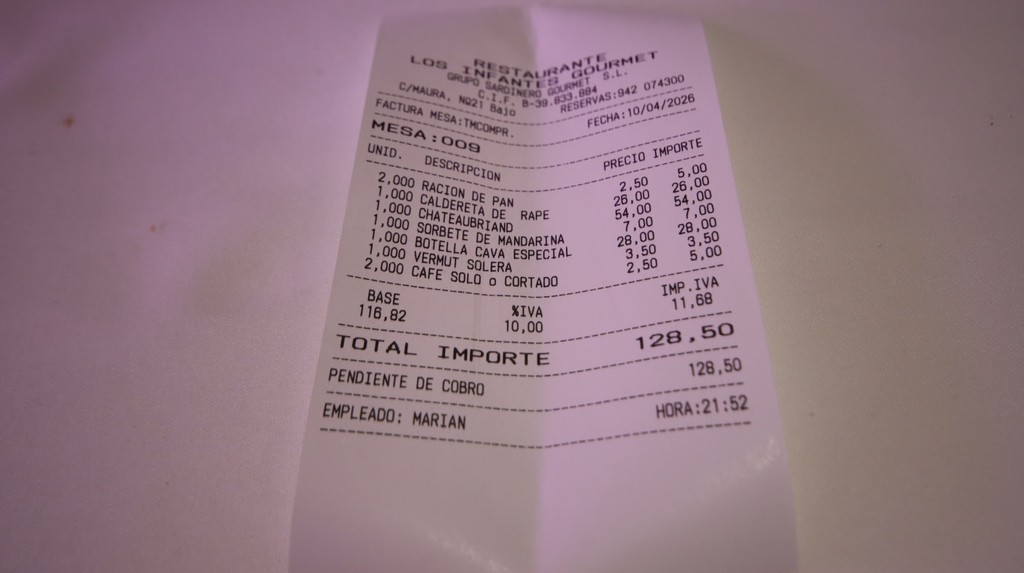 RESTAURANTE
LOS INFANTES GOURMET
GRUPO SARDINERO GOURMET S.L.
C.I.F. B-39.833.884
C/MAURA, Nº21 Bajo RESERVAS:942 074300
FACTURA MESA:TMCOMPR. FECHA:10/04/2026
MESA:009
UNID. DESCRIPCION PRECIO IMPORTE
2,000 RACION DE PAN 2,50 5,00
1,000 CALDERETA DE RAPE 26,00 26,00
1,000 CHATEAUBRIAND 54,00 54,00
1,000 SORBETE DE MANDARINA 7,00 7,00
1,000 BOTELLA CAVA ESPECIAL 28,00 28,00
1,000 VERMUT SOLERA 3,50 3,50
2,000 CAFE SOLO o CORTADO 2,50 5,00
BASE %IVA IMP.IVA
116,82 10,00 11,68
TOTAL IMPORTE 128,50
PENDIENTE DE COBRO 128,50
EMPLEADO: MARIAN HORA:21:52